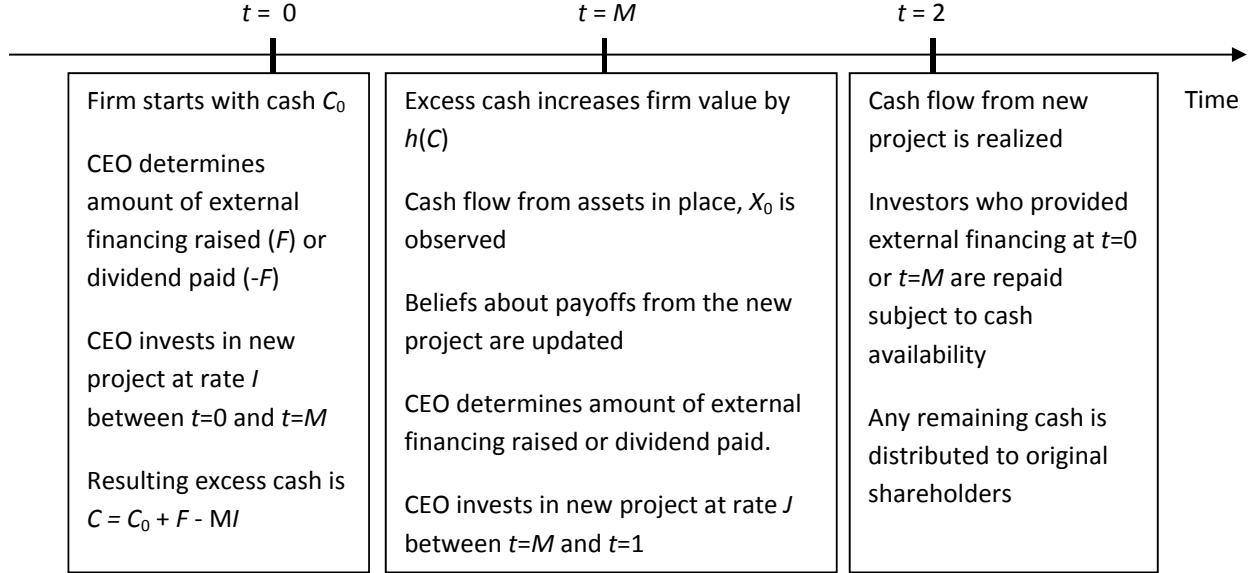 t = 0
t = M
t = 2
Firm starts with cash C0
CEO determines
amount of external
financing raised (F) or
dividend paid (-F)
CEO invests in new
project at rate I
between t=0 and t=M
Resulting excess cash is
C = C0 + F - MI
Excess cash increases firm value by
h(C)
Cash flow from assets in place, X0 is
observed
Beliefs about payoffs from the new
project are updated
CEO determines amount of external
financing raised or dividend paid.
CEO invests in new project at rate J
between t=M and t=1
Cash flow from new
project is realized
Investors who provided
external financing at t=0
or t=M are repaid
subject to cash
availability
Any remaining cash is
distributed to original
shareholders
Time